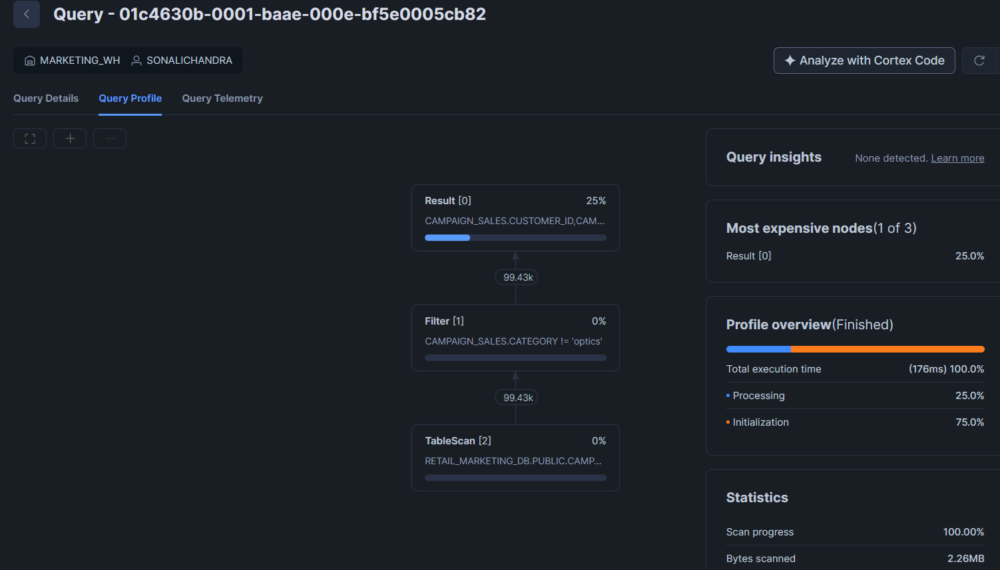 Query - 01c4630b-0001-baae-000e-bf5e0005cb82
MARKETING_WH SONALICHANDRA
Analyze with Cortex Code
Query Details Query Profile Query Telemetry
Result [0] 25%
CAMPAIGN_SALES.CUSTOMER_ID,CAM...
99.43k
Filter [1] 0%
CAMPAIGN_SALES.CATEGORY != 'optics'
99.43k
TableScan [2] 0%
RETAIL_MARKETING_DB.PUBLIC.CAMP...
Query insights None detected. Learn more
Most expensive nodes(1 of 3)
Result [0] 25.0%
Profile overview(Finished)
Total execution time (176ms) 100.0%
Processing 25.0%
Initialization 75.0%
Statistics
Scan progress 100.00%
Bytes scanned 2.26MB